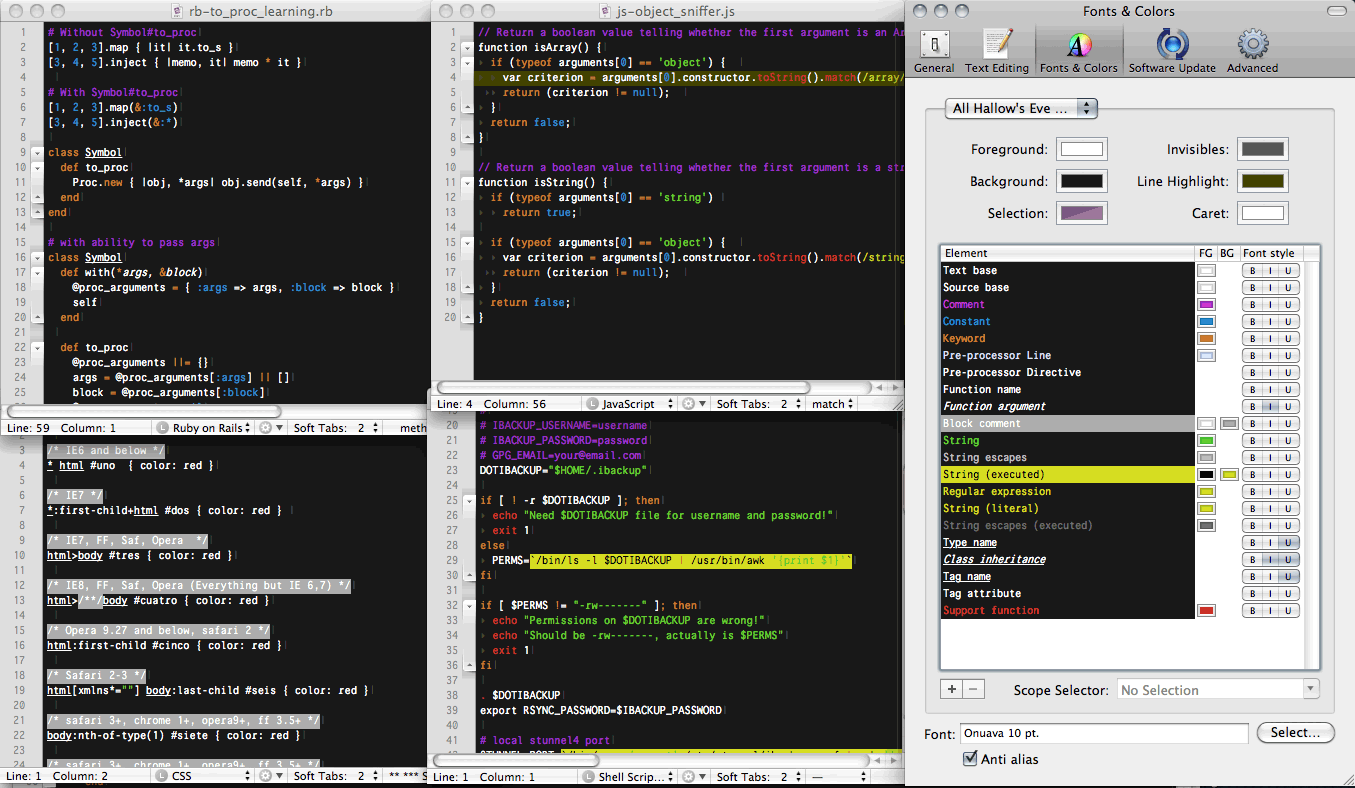 rb-to_proc_learning.rb
1 # Without Symbol#to_proc
2 [1, 2, 3].map { |it| it.to_s }
3 [3, 4, 5].inject { |memo, it| memo * it }
4
5 # With Symbol#to_proc
6 [1, 2, 3].map(&:to_s)
7 [3, 4, 5].inject(&:*)
8
9 class Symbol
10 def to_proc
11 Proc.new { |obj, *args| obj.send(self, *args) }
12 end
13 end
14
15 # with ability to pass args
16 class Symbol
17 def with(*args, &block)
18 @proc_arguments = { :args => args, :block => block }
19 self
20 end
21
22 def to_proc
23 @proc_arguments ||= {}
24 args = @proc_arguments[:args] || []
25 block = @proc_arguments[:block]
Line: 59 Column: 1 Ruby on Rails Soft Tabs: 2 meth
js-object_sniffer.js
1 // Return a boolean value telling whether the first argument is an Ar
2 function isArray() {
3 if (typeof arguments[0] == 'object') {
4 var criterion = arguments[0].constructor.toString().match(/array/
5 return (criterion != null);
6 }
7 return false;
8 }
9
10 // Return a boolean value telling whether the first argument is a str
11 function isString() {
12 if (typeof arguments[0] == 'string')
13 return true;
14
15 if (typeof arguments[0] == 'object') {
16 var criterion = arguments[0].constructor.toString().match(/string
17 return (criterion != null);
18 }
19 return false;
20 }
Line: 4 Column: 56 JavaScript Soft Tabs: 2 match
3 /* IE6 and below */
4 * html #uno { color: red }
5
6 /* IE7 */
7 *:first-child+html #dos { color: red }
8
9 /* IE7, FF, Saf, Opera */
10 html>body #tres { color: red }
11
12 /* IE8, FF, Saf, Opera (Everything but IE 6,7) */
13 html>/**/body #cuatro { color: red }
14
15 /* Opera 9.27 and below, safari 2 */
16 html:first-child #cinco { color: red }
17
18 /* Safari 2-3 */
19 html[xmlns*=""] body:last-child #seis { color: red }
20
21 /* safari 3+, chrome 1+, opera9+, ff 3.5+ */
22 body:nth-of-type(1) #siete { color: red }
23
24 /* safari 3+, chrome 1+, opera9+, ff 3.5+ */
Line: 1 Column: 2 CSS Soft Tabs: 2 ** *** S
20 # IBACKUP_USERNAME=username
21 # IBACKUP_PASSWORD=password
22 # GPG_EMAIL=your@email.com
23 DOTIBACKUP="$HOME/.ibackup"
24
25 if [ ! -r $DOTIBACKUP ]; then
26 echo "Need $DOTIBACKUP file for username and password!"
27 exit 1
28 else
29 PERMS=`/bin/ls -l $DOTIBACKUP | /usr/bin/awk '{print $1}'`
30 fi
31
32 if [ $PERMS != "-rw-------" ]; then
33 echo "Permissions on $DOTIBACKUP are wrong!"
34 echo "Should be -rw-------, actually is $PERMS"
35 exit 1
36 fi
37
38 . $DOTIBACKUP
39 export RSYNC_PASSWORD=$IBACKUP_PASSWORD
40
41 # local stunnel4 port
Line: 1 Column: 1 Shell Scrip... Soft Tabs: 2 —
Fonts & Colors
General Text Editing Fonts & Colors Software Update Advanced
All Hallow's Eve ...
Foreground: Invisibles:
Background: Line Highlight:
Selection: Caret:
Element FG BG Font style
Text base B I U
Source base B I U
Comment B I U
Constant B I U
Keyword B I U
Pre-processor Line B I U
Pre-processor Directive B I U
Function name B I U
Function argument B I U
Block comment B I U
String B I U
String escapes B I U
String (executed) B I U
Regular expression B I U
String (literal) B I U
String escapes (executed) B I U
Type name B I U
Class inheritance B I U
Tag name B I U
Tag attribute B I U
Support function B I U
+ − Scope Selector: No Selection
Font: Onuava 10 pt. Select...
Anti alias